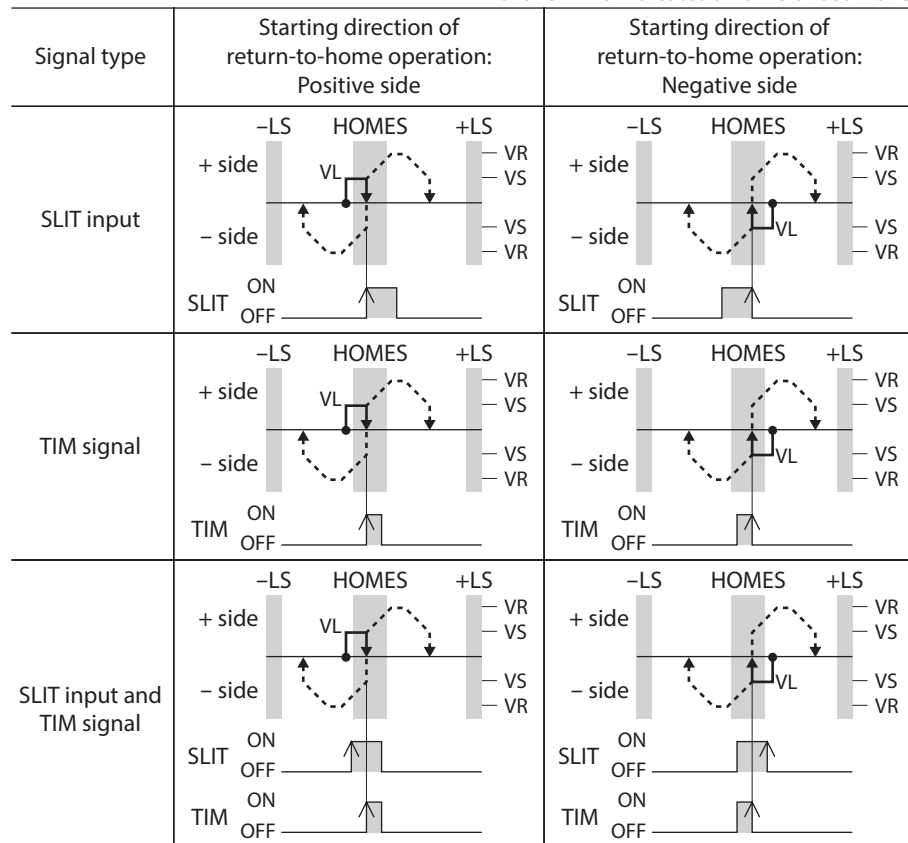 Signal type
Starting direction of
return-to-home operation:
Positive side
Starting direction of
return-to-home operation:
Negative side
SLIT input
–LS HOMES +LS
+ side
– side
VL
VR
VS
VS
VR
SLIT
ON
OFF
–LS HOMES +LS
+ side
– side
VL
VR
VS
VS
VR
SLIT
ON
OFF
TIM signal
–LS HOMES +LS
+ side
– side
VL
VR
VS
VS
VR
TIM
ON
OFF
–LS HOMES +LS
+ side
– side
VL
VR
VS
VS
VR
TIM
ON
OFF
SLIT input and
TIM signal
–LS HOMES +LS
+ side
– side
VL
VR
VS
VS
VR
SLIT
ON
OFF
TIM
ON
OFF
–LS HOMES +LS
+ side
– side
VL
VR
VS
VS
VR
SLIT
ON
OFF
TIM
ON
OFF